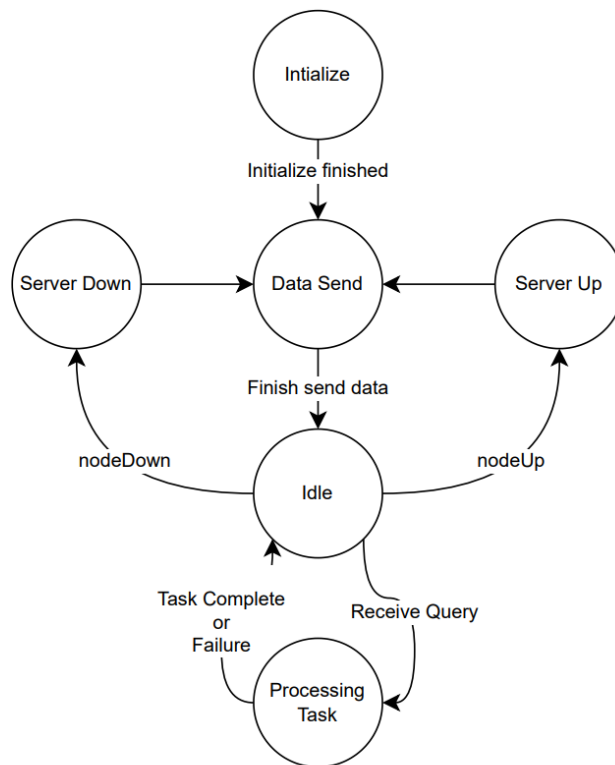 Intialize
Initialize finished
Server Down
Data Send
Server Up
Finish send data
nodeDown
nodeUp
Idle
Task Complete
or
Failure
Receive Query
Processing
Task